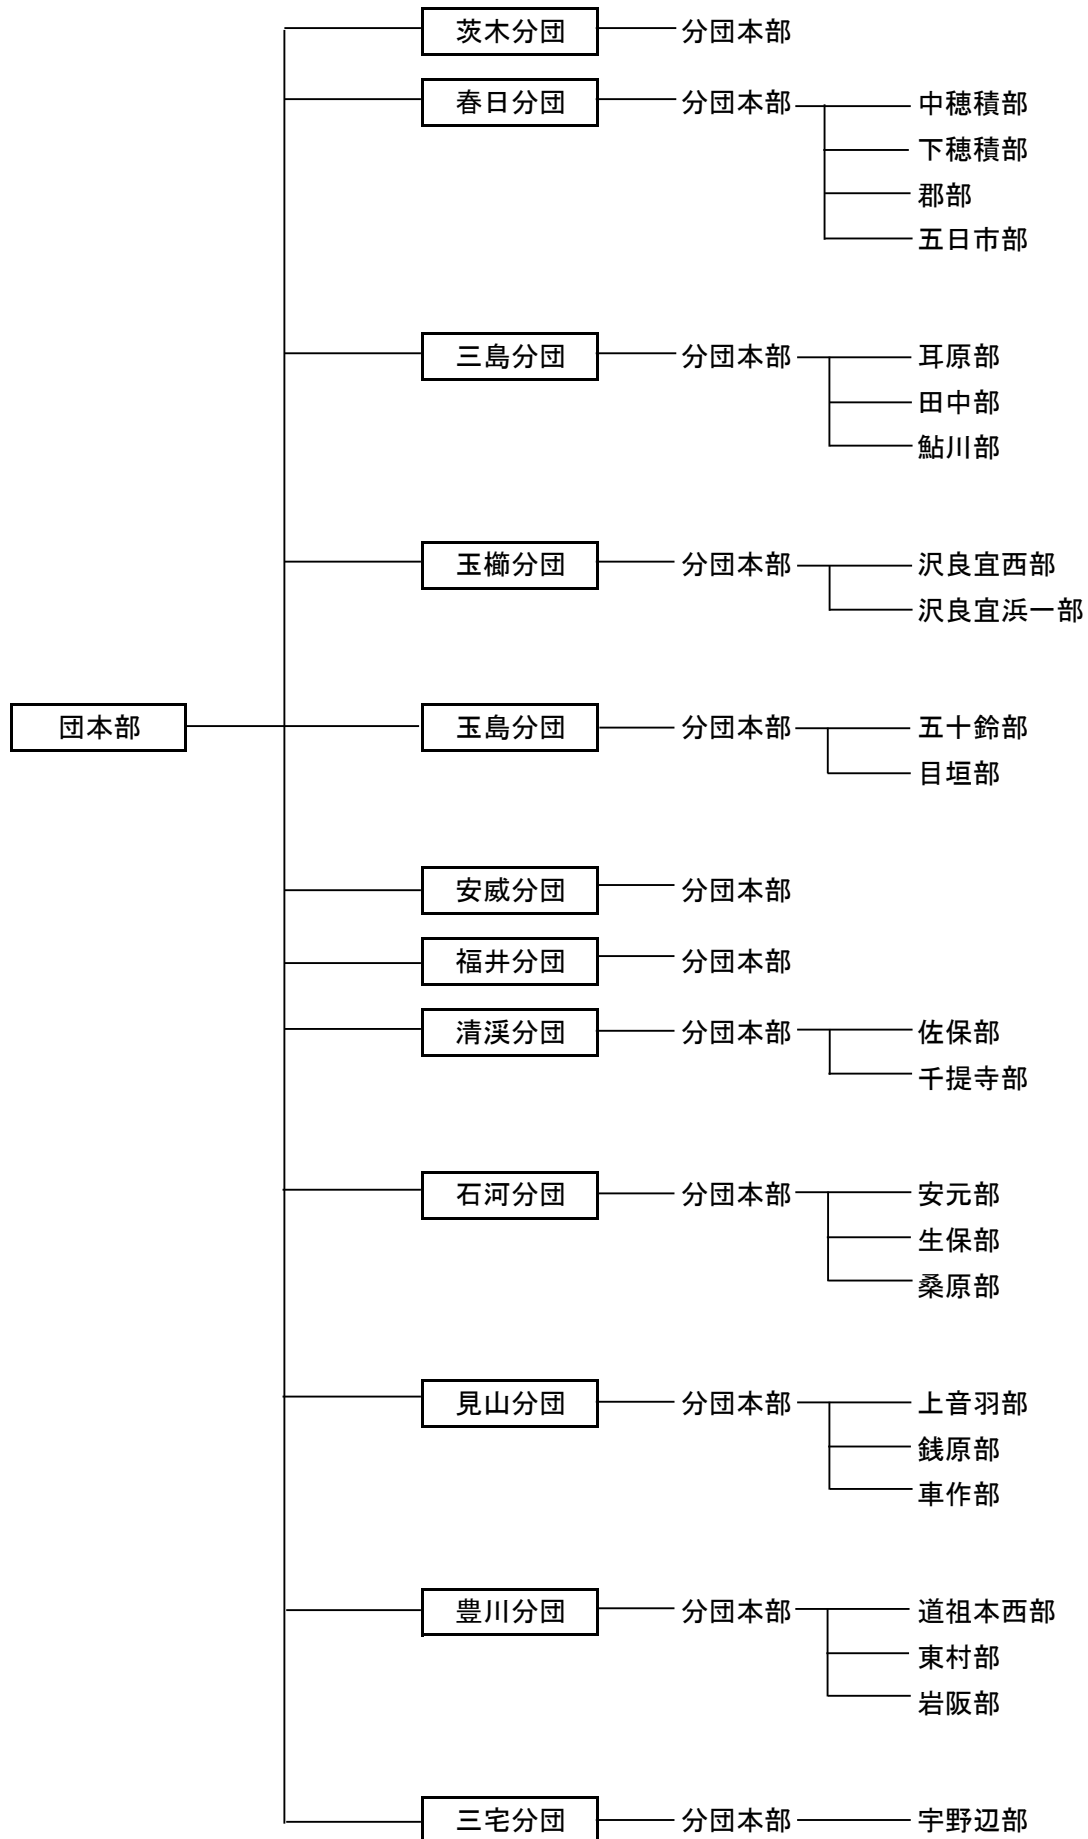 茨木分団 分団本部
春日分団 分団本部 中穂積部
下穂積部
郡部
五日市部
三島分団 分団本部 耳原部
田中部
鮎川部
玉櫛分団 分団本部 沢良宜西部
沢良宜浜一部
団本部 玉島分団 分団本部 五十鈴部
目垣部
安威分団 分団本部
福井分団 分団本部
清渓分団 分団本部 佐保部
千提寺部
石河分団 分団本部 安元部
生保部
桑原部
見山分団 分団本部 上音羽部
銭原部
車作部
豊川分団 分団本部 道祖本西部
東村部
岩阪部
三宅分団 分団本部 宇野辺部